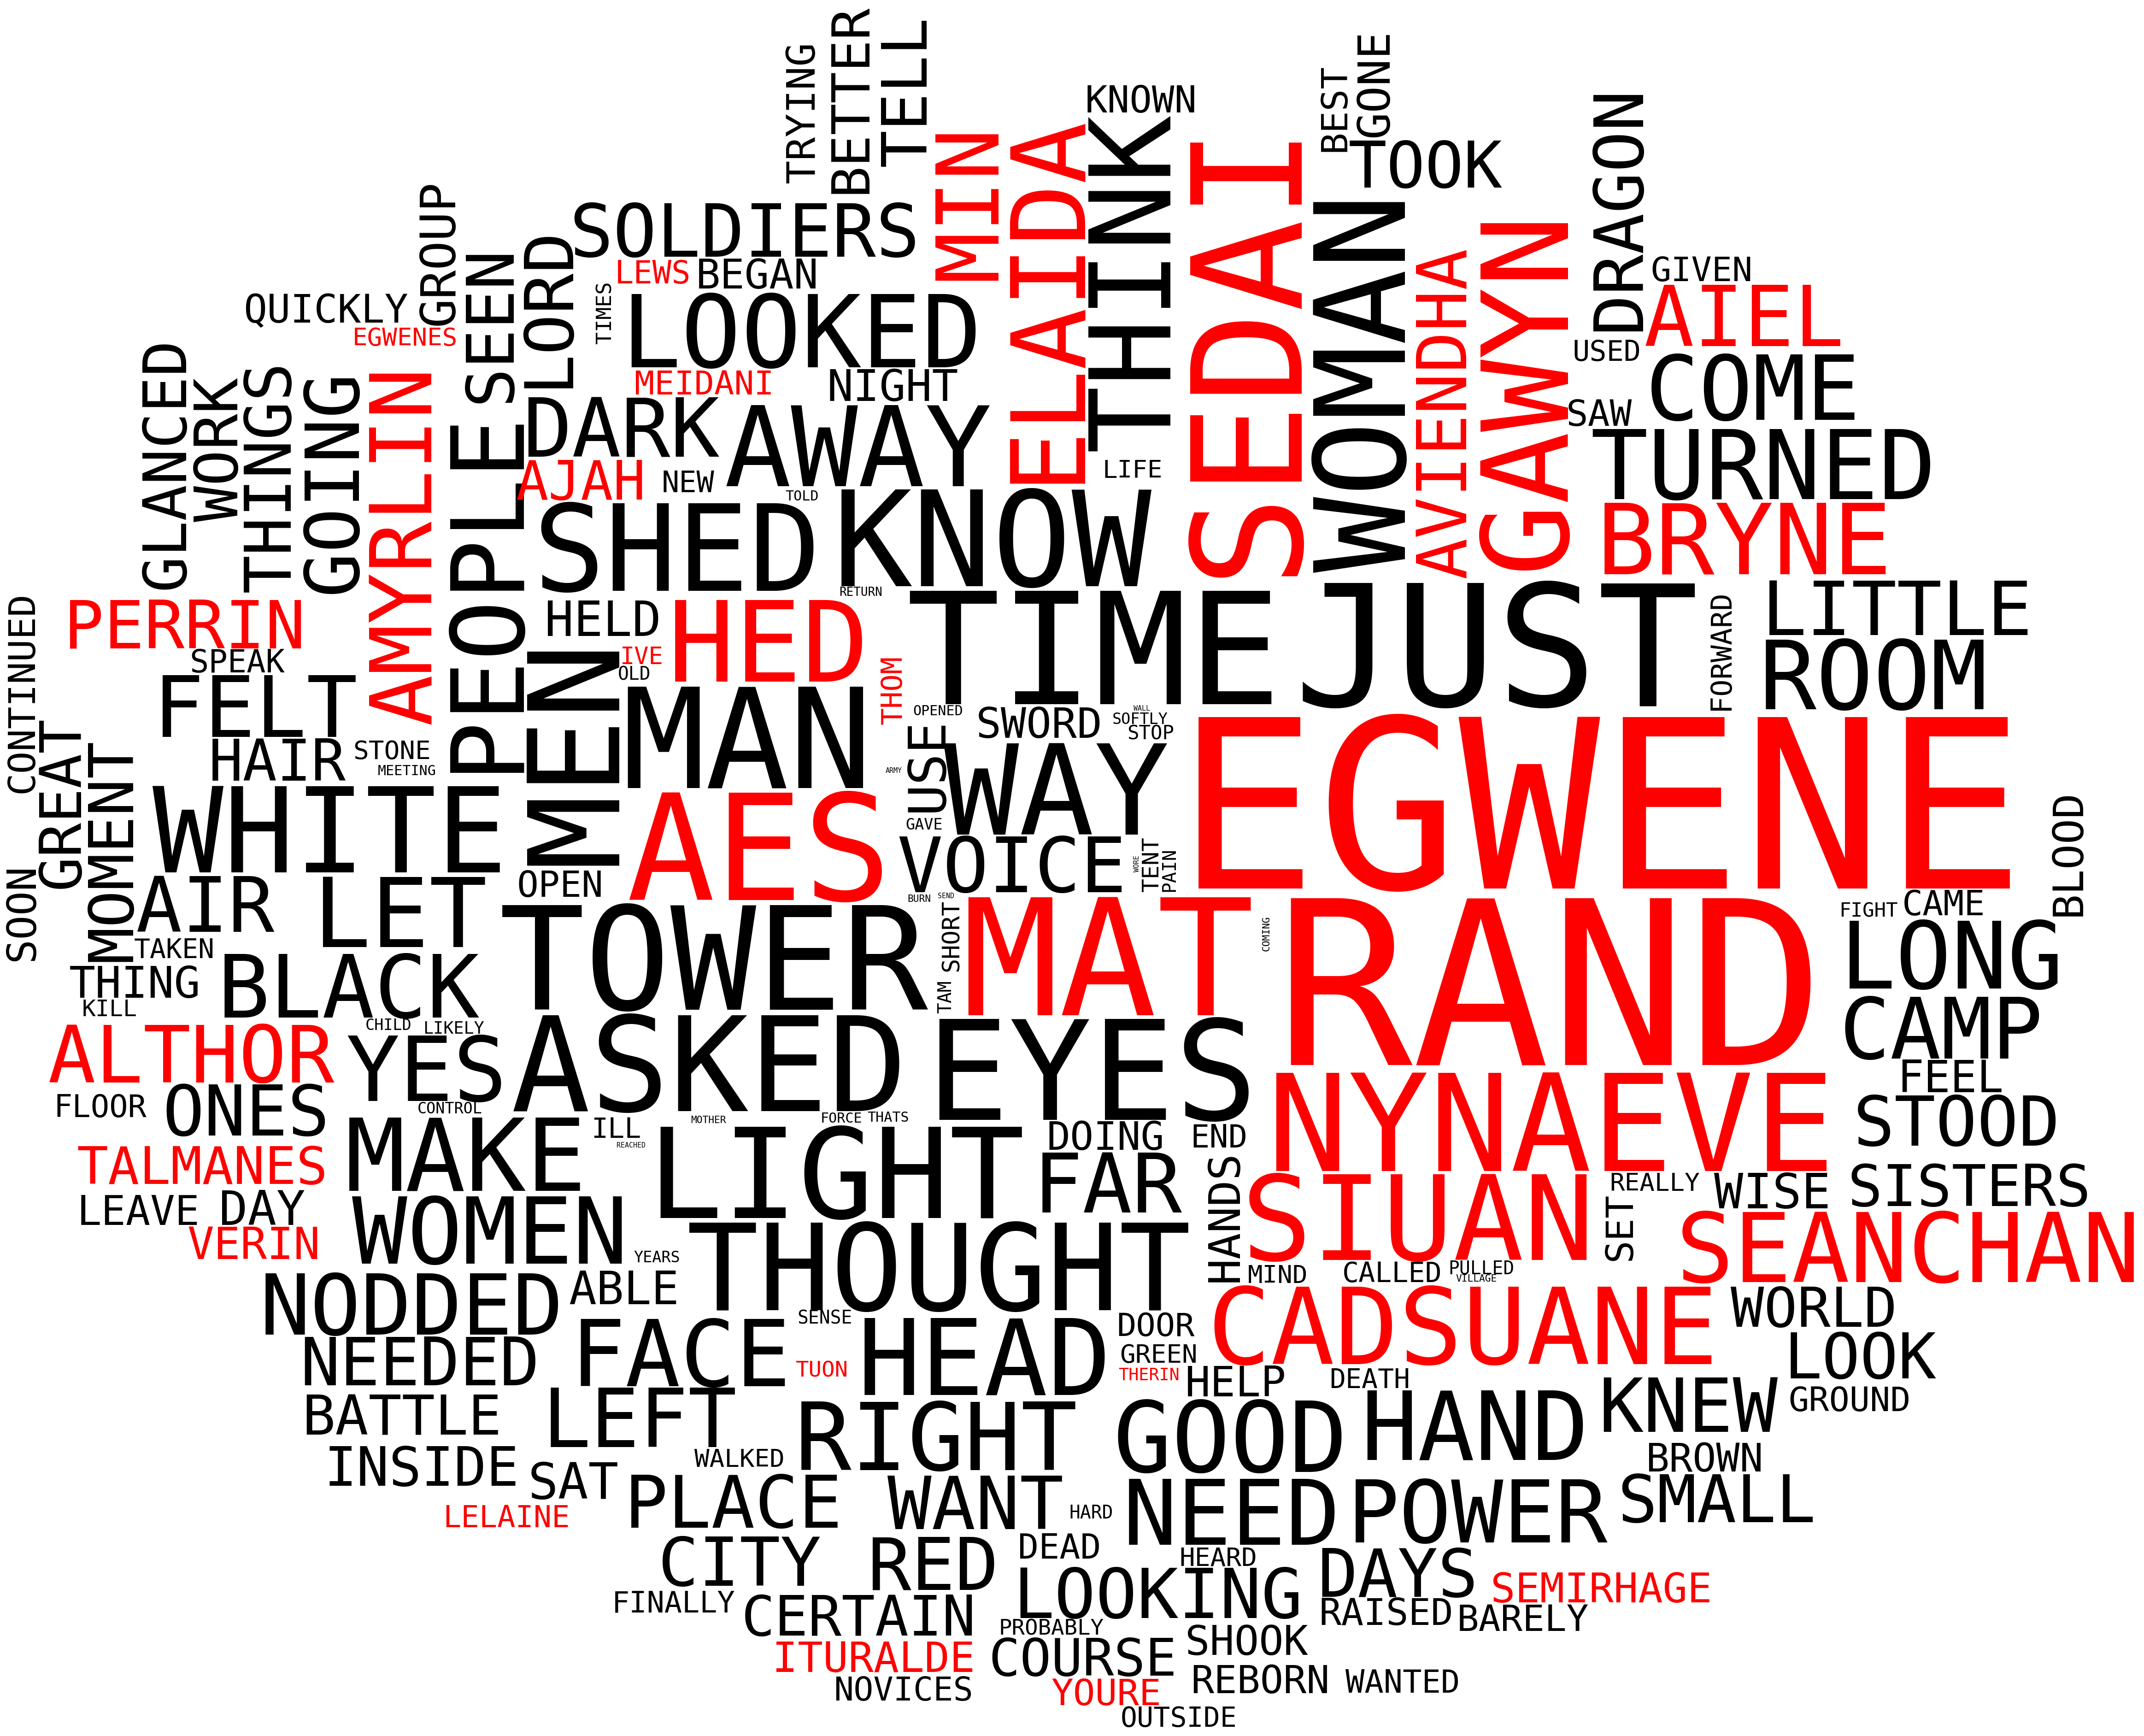 TRYING
BETTER
TELL
KNOWN
BEST
GONE
TOOK
DRAGON
MIN
ELAIDA
THINK
SEDAI
WOMAN
AVIENDHA
GAWYN
GROUP
SEEN
LORD
SOLDIERS
LEWS
BEGAN
GIVEN
QUICKLY
TIMES
LOOKED
AIEL
EGWENES
USED
GLANCED
WORK
THINGS
GOING
AMYRLIN
PEOPLE
MEIDANI
NIGHT
COME
DARK
AWAY
SAW
AJAH
NEW
TOLD
LIFE
TURNED
SHED
KNOW
BRYNE
RETURN
TIME
JUST
LITTLE
CONTINUED
PERRIN
HELD
HED
FORWARD
ROOM
SPEAK
IVE
OLD
THOM
FELT
MEN
MAN
OPENED
SWORD
WALL
SOFTLY
STOP
HAIR
STONE
MEETING
ARMY
USE
WAY
EGWENE
GREAT
MOMENT
WHITE
AES
GAVE
VOICE
WORE
TENT
PAIN
BLOOD
SOON
AIR
LET
OPEN
BURN
SEND
FIGHT
CAME
TAKEN
TOWER
SHORT
TAM
MAT
COMING
RAND
LONG
THING
BLACK
KILL
CHILD
LIKELY
CAMP
ALTHOR
YES
ASKED
EYES
FEEL
FLOOR
ONES
CONTROL
MOTHER
FORCE
THATS
NYNAEVE
STOOD
MAKE
ILL
REACHED
LIGHT
DOING
END
TALMANES
FAR
HANDS
SIUAN
REALLY
WISE
SISTERS
LEAVE
DAY
WOMEN
SET
SEANCHAN
VERIN
YEARS
THOUGHT
MIND
CALLED
PULLED
VILLAGE
NODDED
ABLE
CADSUANE
WORLD
SENSE
DOOR
NEEDED
FACE
HEAD
GREEN
LOOK
TUON
THERIN
HELP
DEATH
KNEW
GROUND
BATTLE
LEFT
RIGHT
GOOD
HAND
INSIDE
WALKED
BROWN
SAT
PLACE
WANT
HARD
NEED
POWER
SMALL
LELAINE
CITY
RED
DEAD
HEARD
DAYS
FINALLY
LOOKING
SEMIRHAGE
CERTAIN
PROBABLY
RAISED
BARELY
ITURALDE
COURSE
SHOOK
NOVICES
YOURE
REBORN
WANTED
OUTSIDE